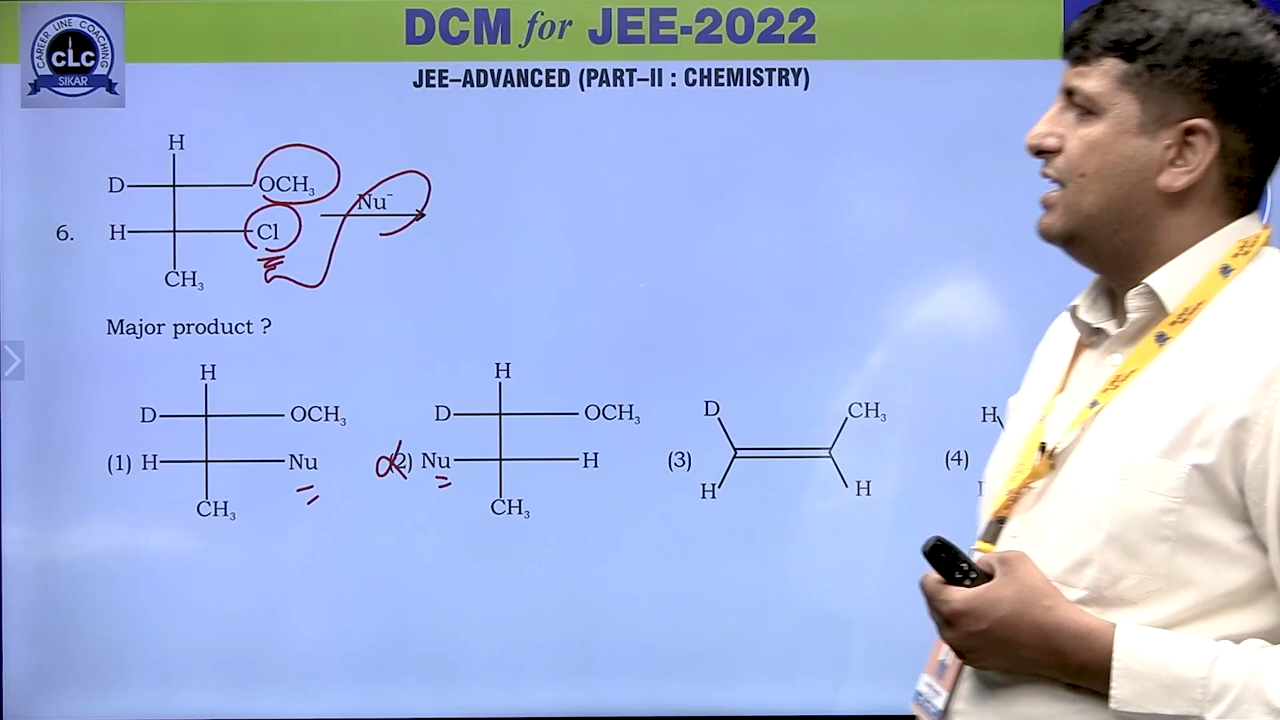 DCM for JEE-2022
CAREER LINE COACHING
CLC
SIKAR
JEE–ADVANCED (PART–II : CHEMISTRY)
H
D OCH₃
Nu⁻
6. H Cl
CH₃
Major product ?
H
D OCH₃
(1) H Nu
CH₃
H
D OCH₃
(2) Nu H
CH₃
D CH₃
(3)
H H
(4) H